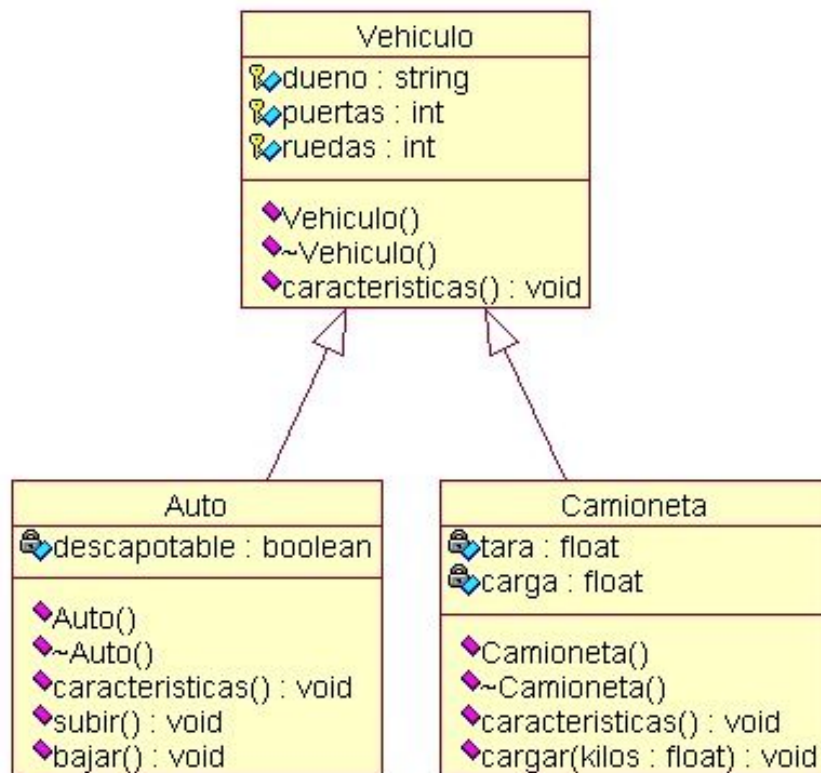 Vehiculo
dueno : string
puertas : int
ruedas : int
Vehiculo()
~Vehiculo()
caracteristicas() : void
Auto
descapotable : boolean
Auto()
~Auto()
caracteristicas() : void
subir() : void
bajar() : void
Camioneta
tara : float
carga : float
Camioneta()
~Camioneta()
caracteristicas() : void
cargar(kilos : float) : void